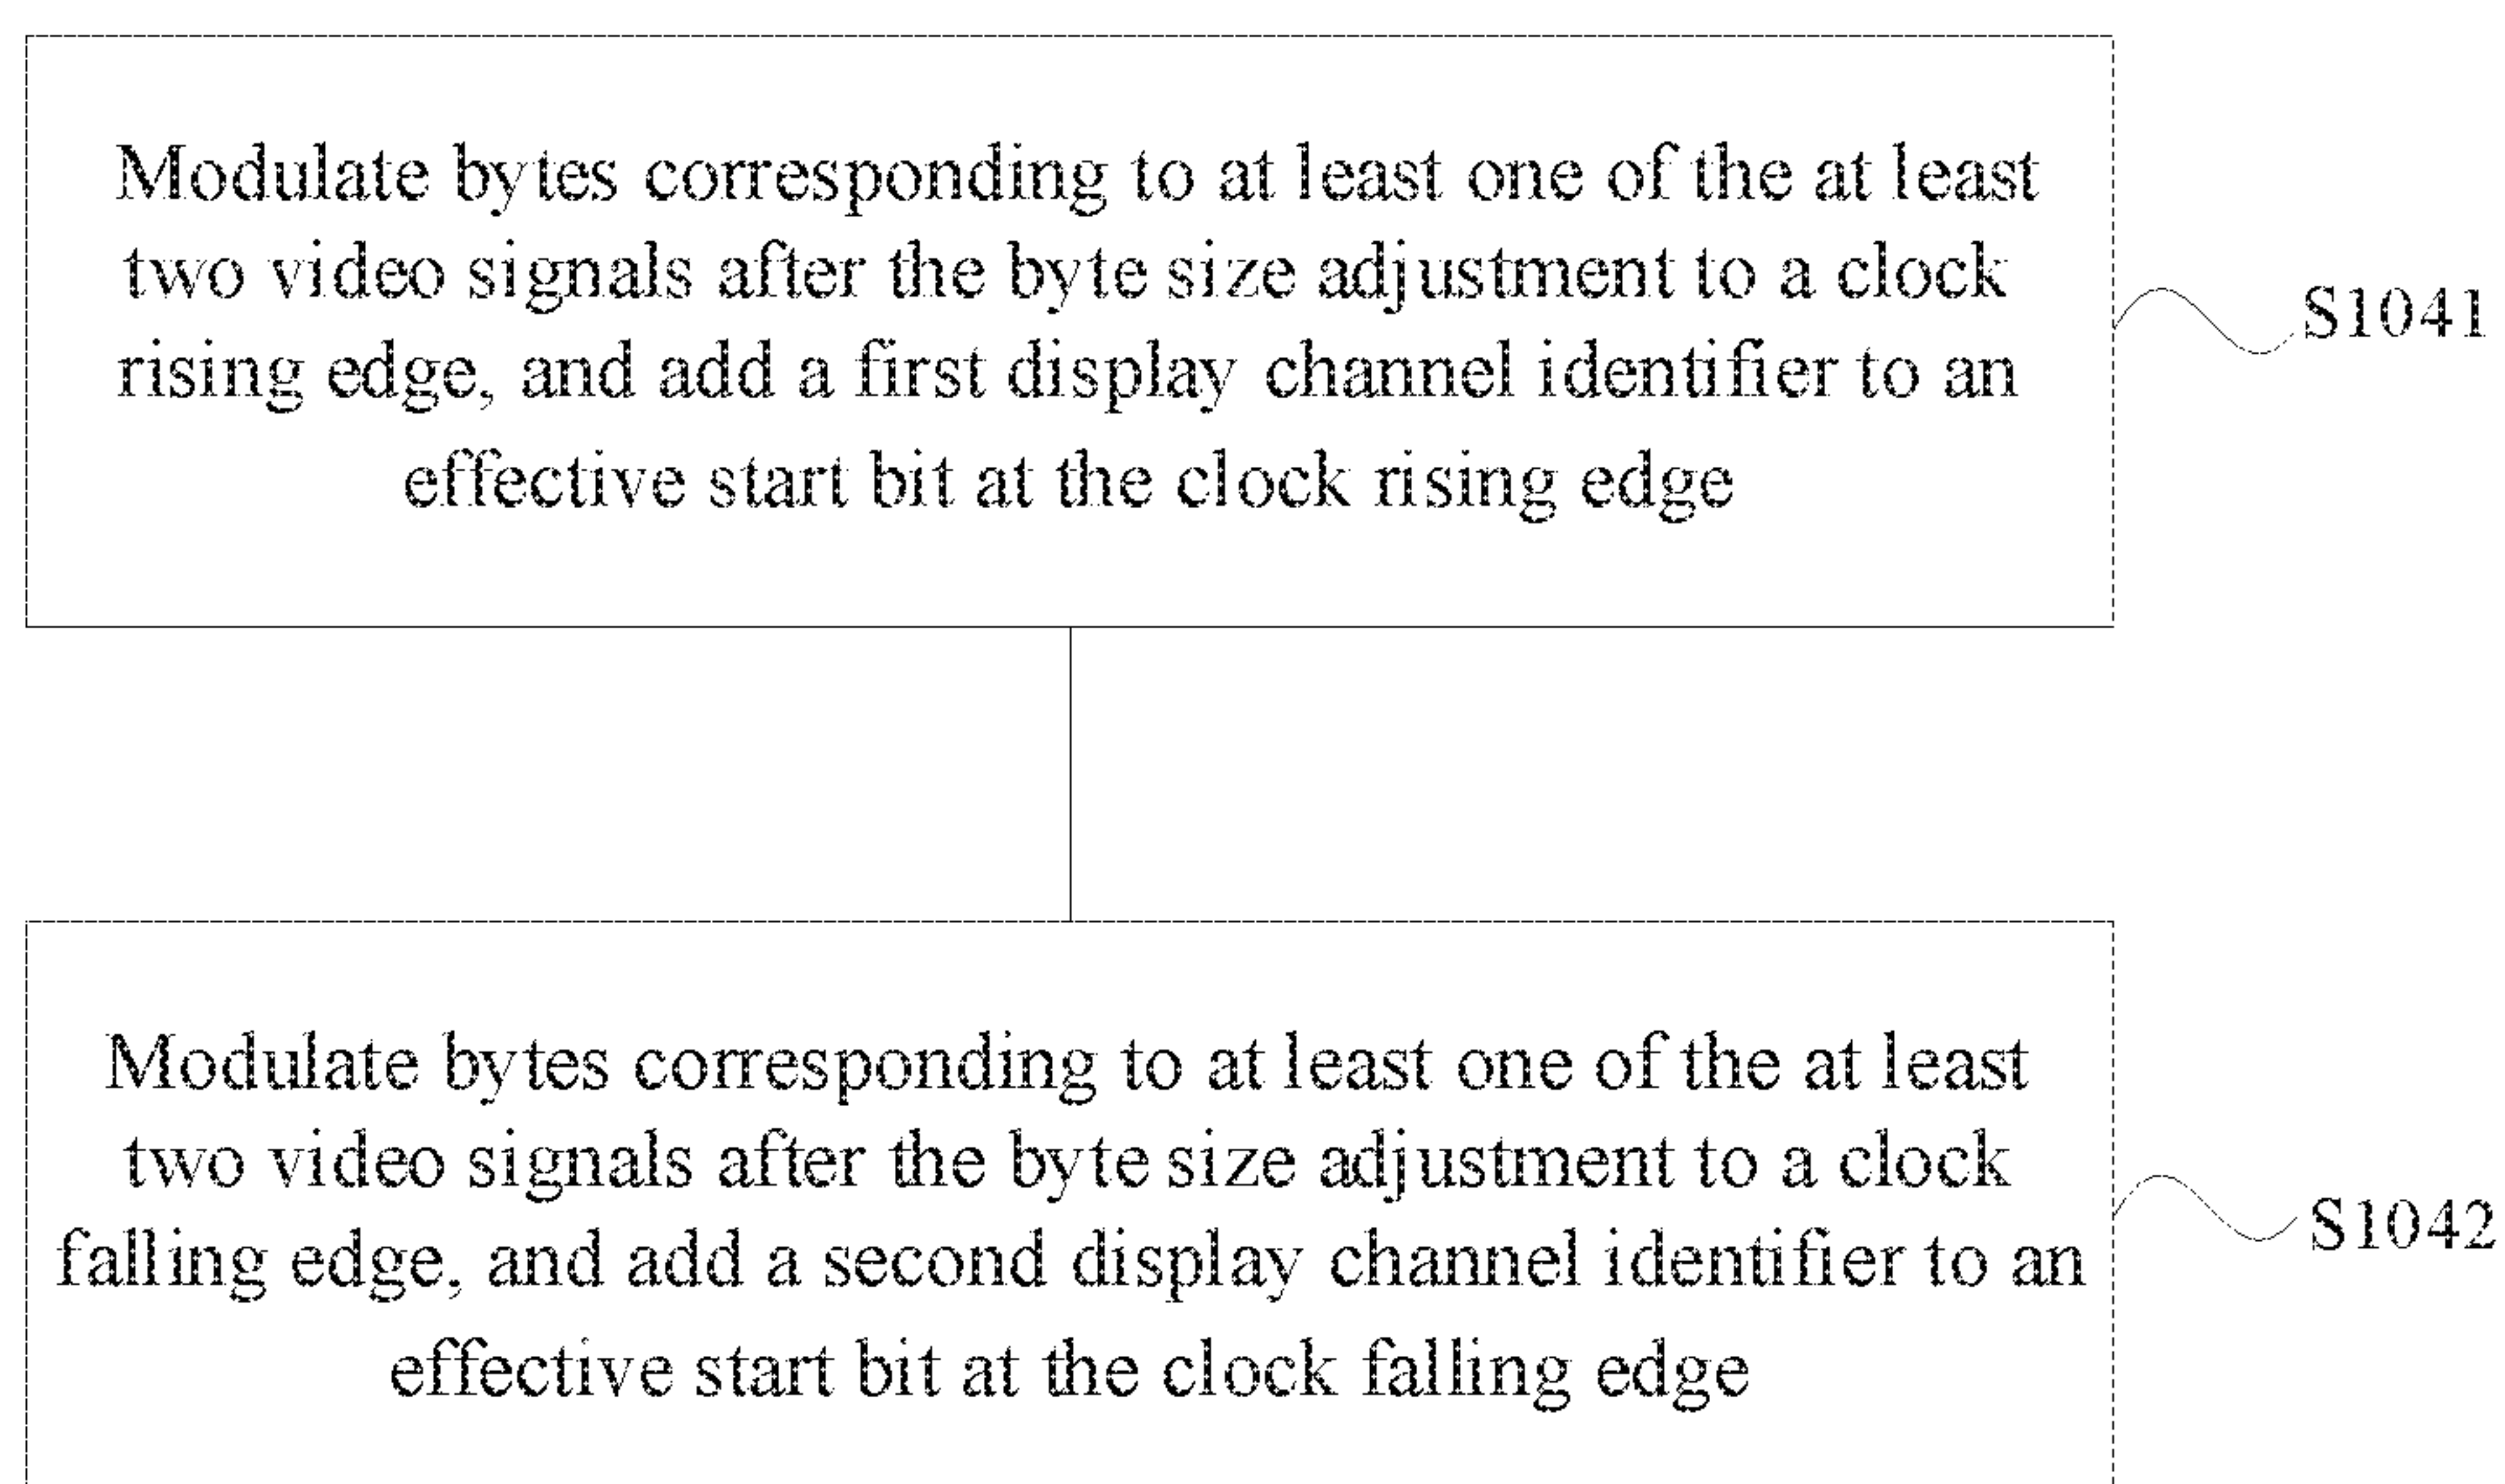 Modulate bytes corresponding to at least one of the at least
two video signals after the byte size adjustment to a clock
rising edge, and add a first display channel identifier to an
effective start bit at the clock rising edge
S1041
Modulate bytes corresponding to at least one of the at least
two video signals after the byte size adjustment to a clock
falling edge, and add a second display channel identifier to an
effective start bit at the clock falling edge
S1042